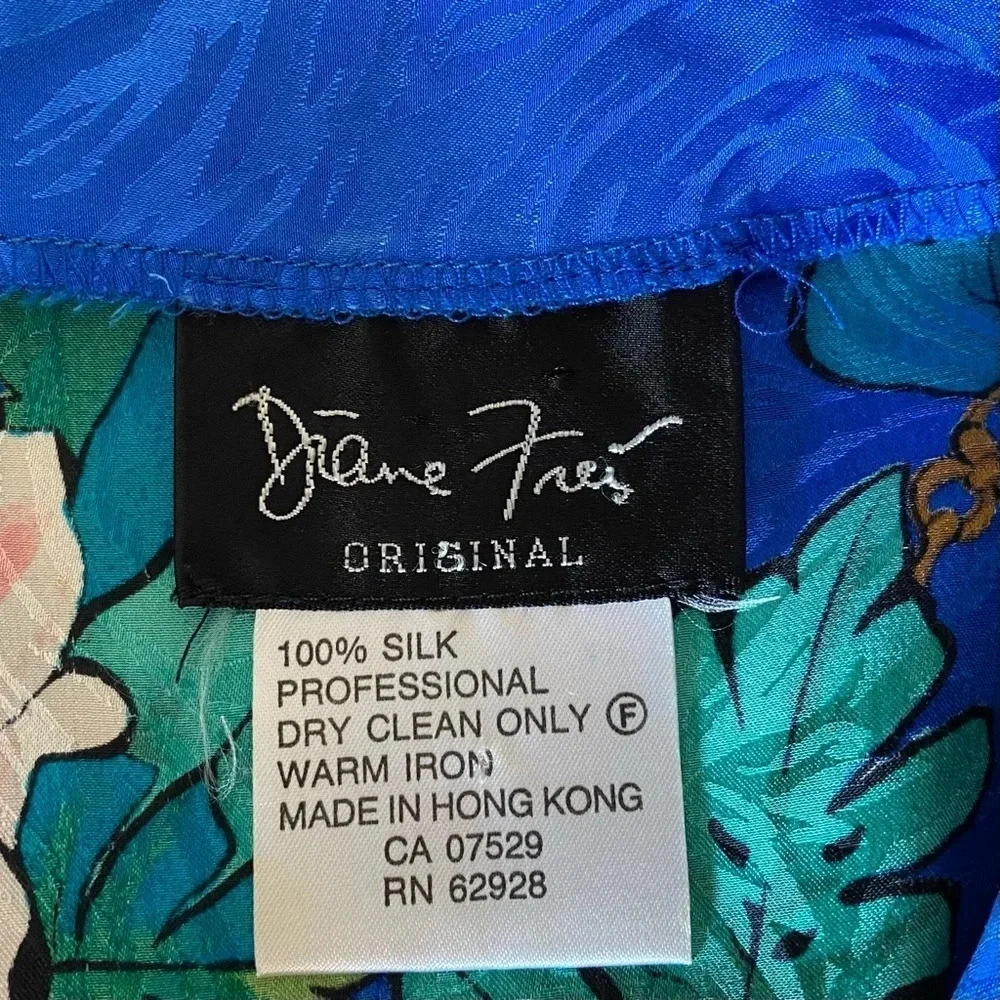 Diane Freis
ORIGINAL
100% SILK
PROFESSIONAL
DRY CLEAN ONLY Ⓕ
WARM IRON
MADE IN HONG KONG
CA 07529
RN 62928